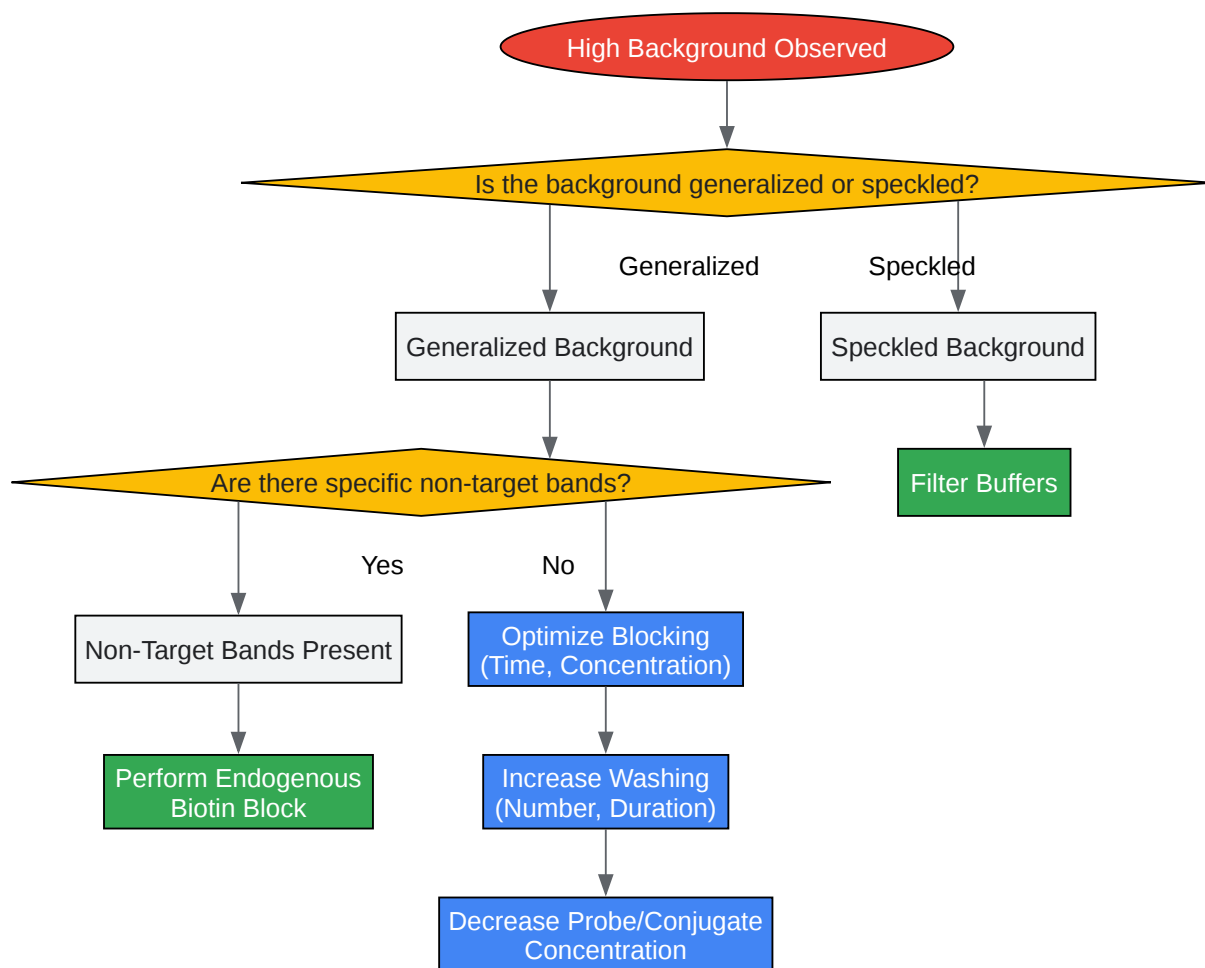 High Background Observed
Is the background generalized or speckled?
Generalized
Speckled
Generalized Background
Speckled Background
Are there specific non-target bands?
Filter Buffers
Yes
No
Non-Target Bands Present
Optimize Blocking
(Time, Concentration)
Perform Endogenous
Biotin Block
Increase Washing
(Number, Duration)
Decrease Probe/Conjugate
Concentration